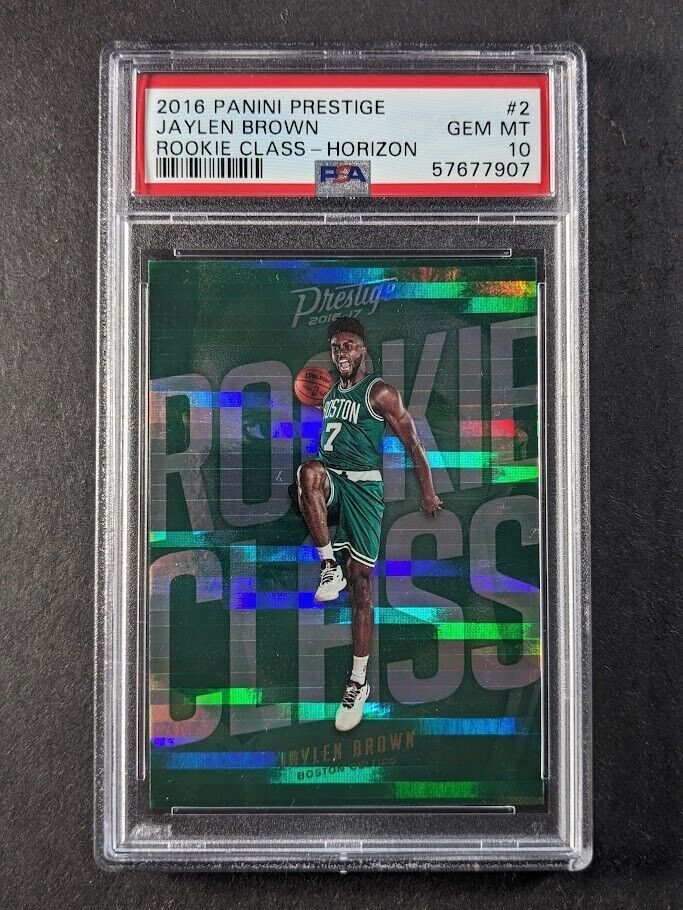 2016 PANINI PRESTIGE #2
JAYLEN BROWN GEM MT
ROOKIE CLASS - HORIZON 10
PSA 57677907
Prestige
2016-17
ROOKIE
CLASS
SPALDING
BOSTON
7
JAYLEN BROWN
BOSTON CELTICS